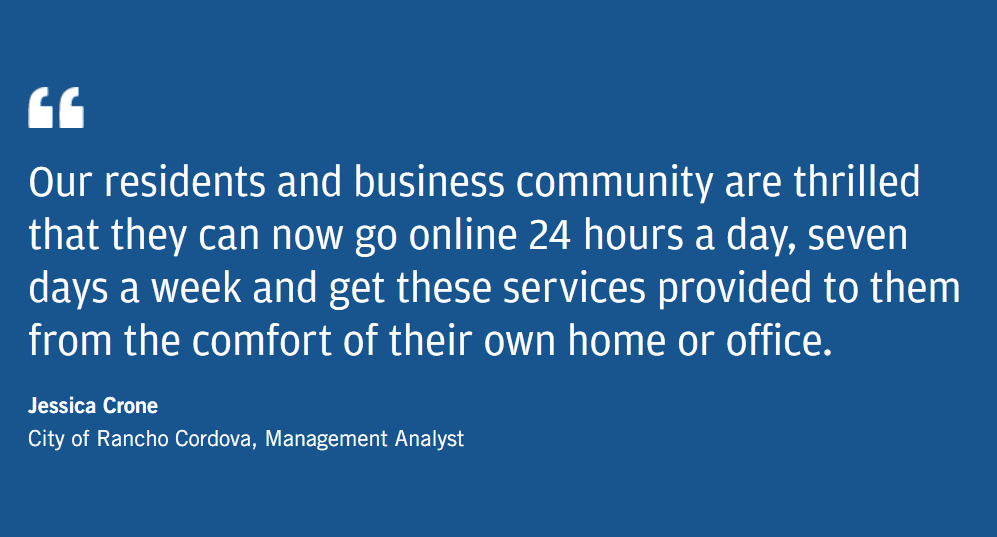 “
Our residents and business community are thrilled
that they can now go online 24 hours a day, seven
days a week and get these services provided to them
from the comfort of their own home or office.
Jessica Crone
City of Rancho Cordova, Management Analyst